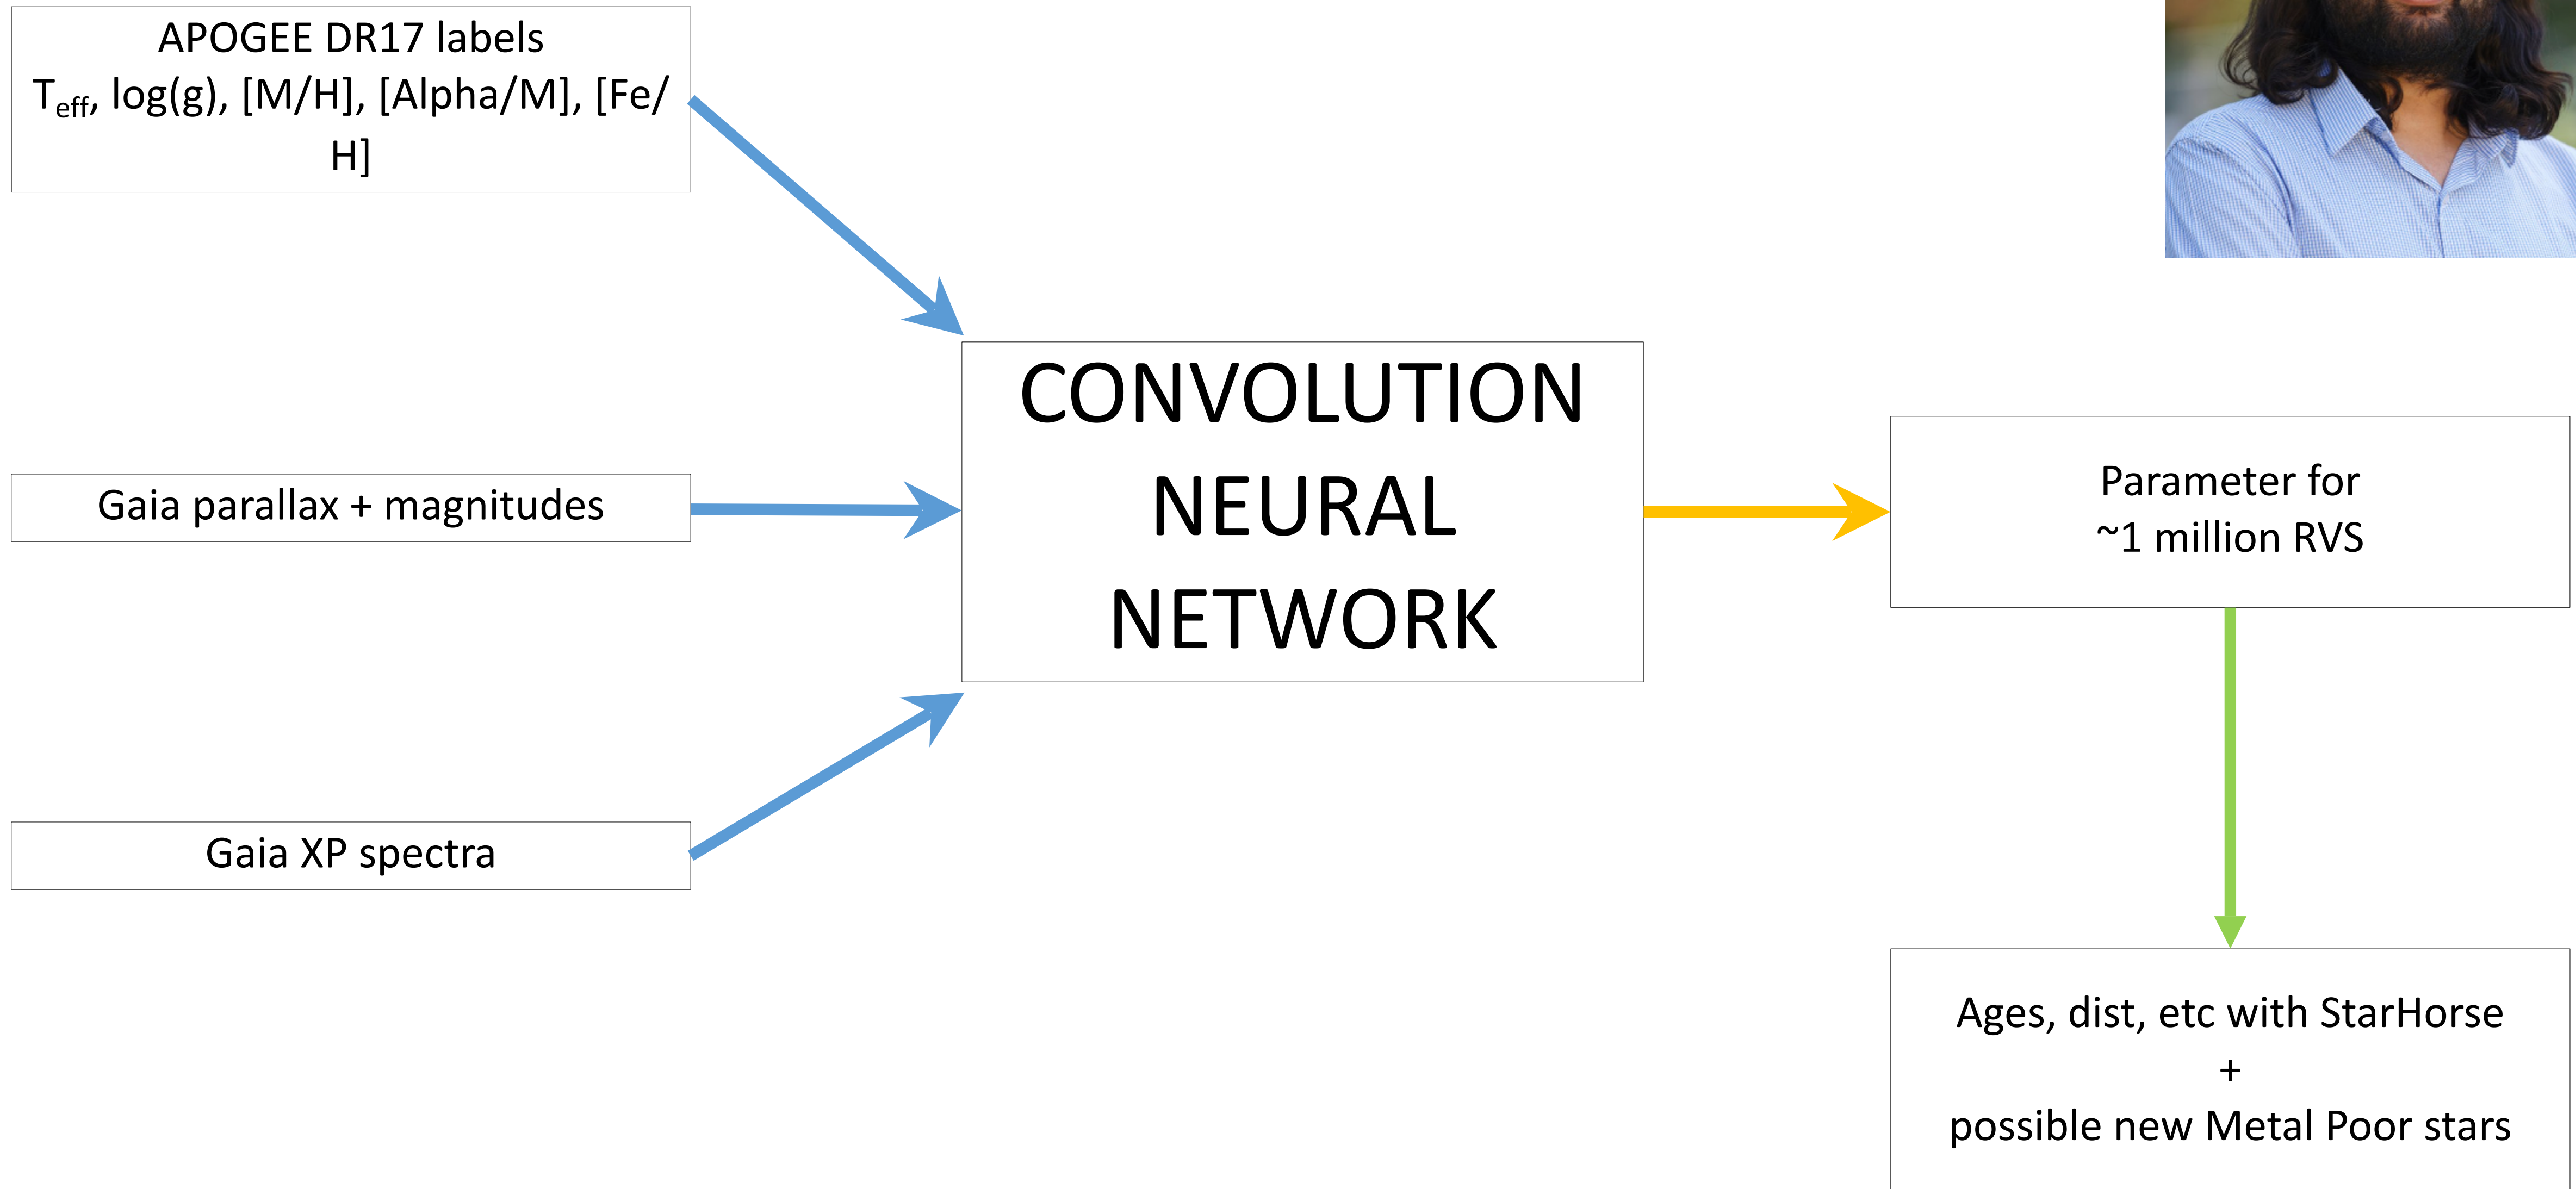 APOGEE DR17 labels
T_eff, log(g), [M/H], [Alpha/M], [Fe/
H]
Gaia parallax + magnitudes
Gaia XP spectra
CONVOLUTION
NEURAL
NETWORK
Parameter for
~1 million RVS
Ages, dist, etc with StarHorse
+
possible new Metal Poor stars